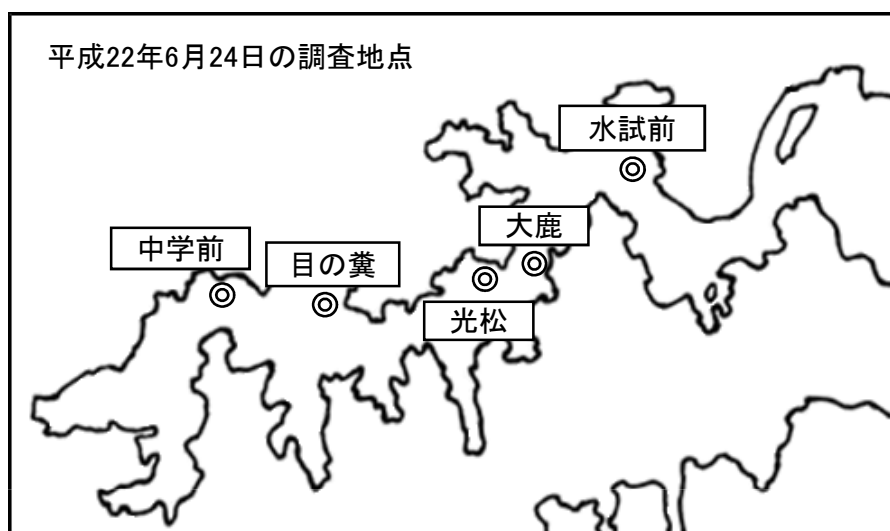 平成22年6月24日の調査地点
水試前
大鹿
中学前
目の糞
光松